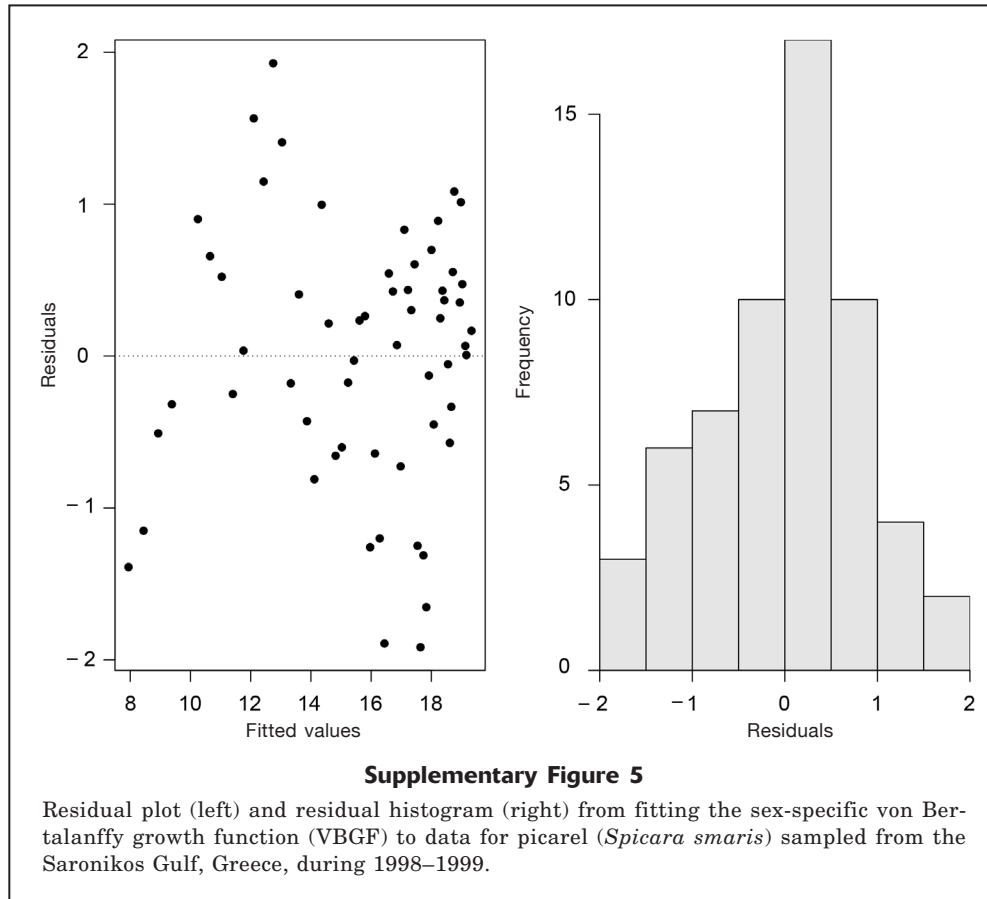 2
1
0
− 1
− 2
Residuals
8 10 12 14 16 18
Fitted values
15
10
5
0
Frequency
− 2 −1 0 1 2
Residuals
Supplementary Figure 5
Residual plot (left) and residual histogram (right) from fitting the sex-specific von Ber-
talanffy growth function (VBGF) to data for picarel (Spicara smaris) sampled from the
Saronikos Gulf, Greece, during 1998–1999.